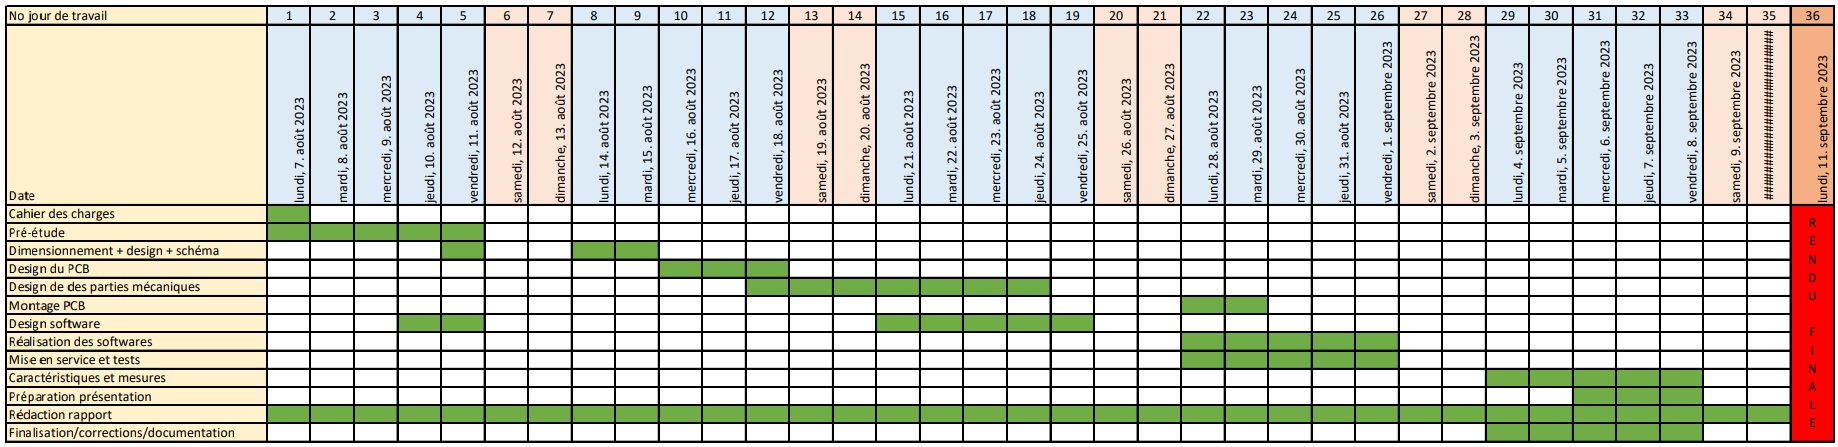 No jour de travail 1 2 3 4 5 6 7 8 9 10 11 12 13 14 15 16 17 18 19 20 21 22 23 24 25 26 27 28 29 30 31 32 33 34 35 36
Date
lundi, 7. août 2023
mardi, 8. août 2023
mercredi, 9. août 2023
jeudi, 10. août 2023
vendredi, 11. août 2023
samedi, 12. août 2023
dimanche, 13. août 2023
lundi, 14. août 2023
mardi, 15. août 2023
mercredi, 16. août 2023
jeudi, 17. août 2023
vendredi, 18. août 2023
samedi, 19. août 2023
dimanche, 20. août 2023
lundi, 21. août 2023
mardi, 22. août 2023
mercredi, 23. août 2023
jeudi, 24. août 2023
vendredi, 25. août 2023
samedi, 26. août 2023
dimanche, 27. août 2023
lundi, 28. août 2023
mardi, 29. août 2023
mercredi, 30. août 2023
jeudi, 31. août 2023
vendredi, 1. septembre 2023
samedi, 2. septembre 2023
dimanche, 3. septembre 2023
lundi, 4. septembre 2023
mardi, 5. septembre 2023
mercredi, 6. septembre 2023
jeudi, 7. septembre 2023
vendredi, 8. septembre 2023
samedi, 9. septembre 2023
lundi, 11. septembre 2023
Cahier des charges
Pré-étude
Dimensionnement + design + schéma
Design du PCB
Design de des parties mécaniques
Montage PCB
Design software
Réalisation des softwares
Mise en service et tests
Caractéristiques et mesures
Préparation présentation
Rédaction rapport
Finalisation/corrections/documentation
RENDU FINALE